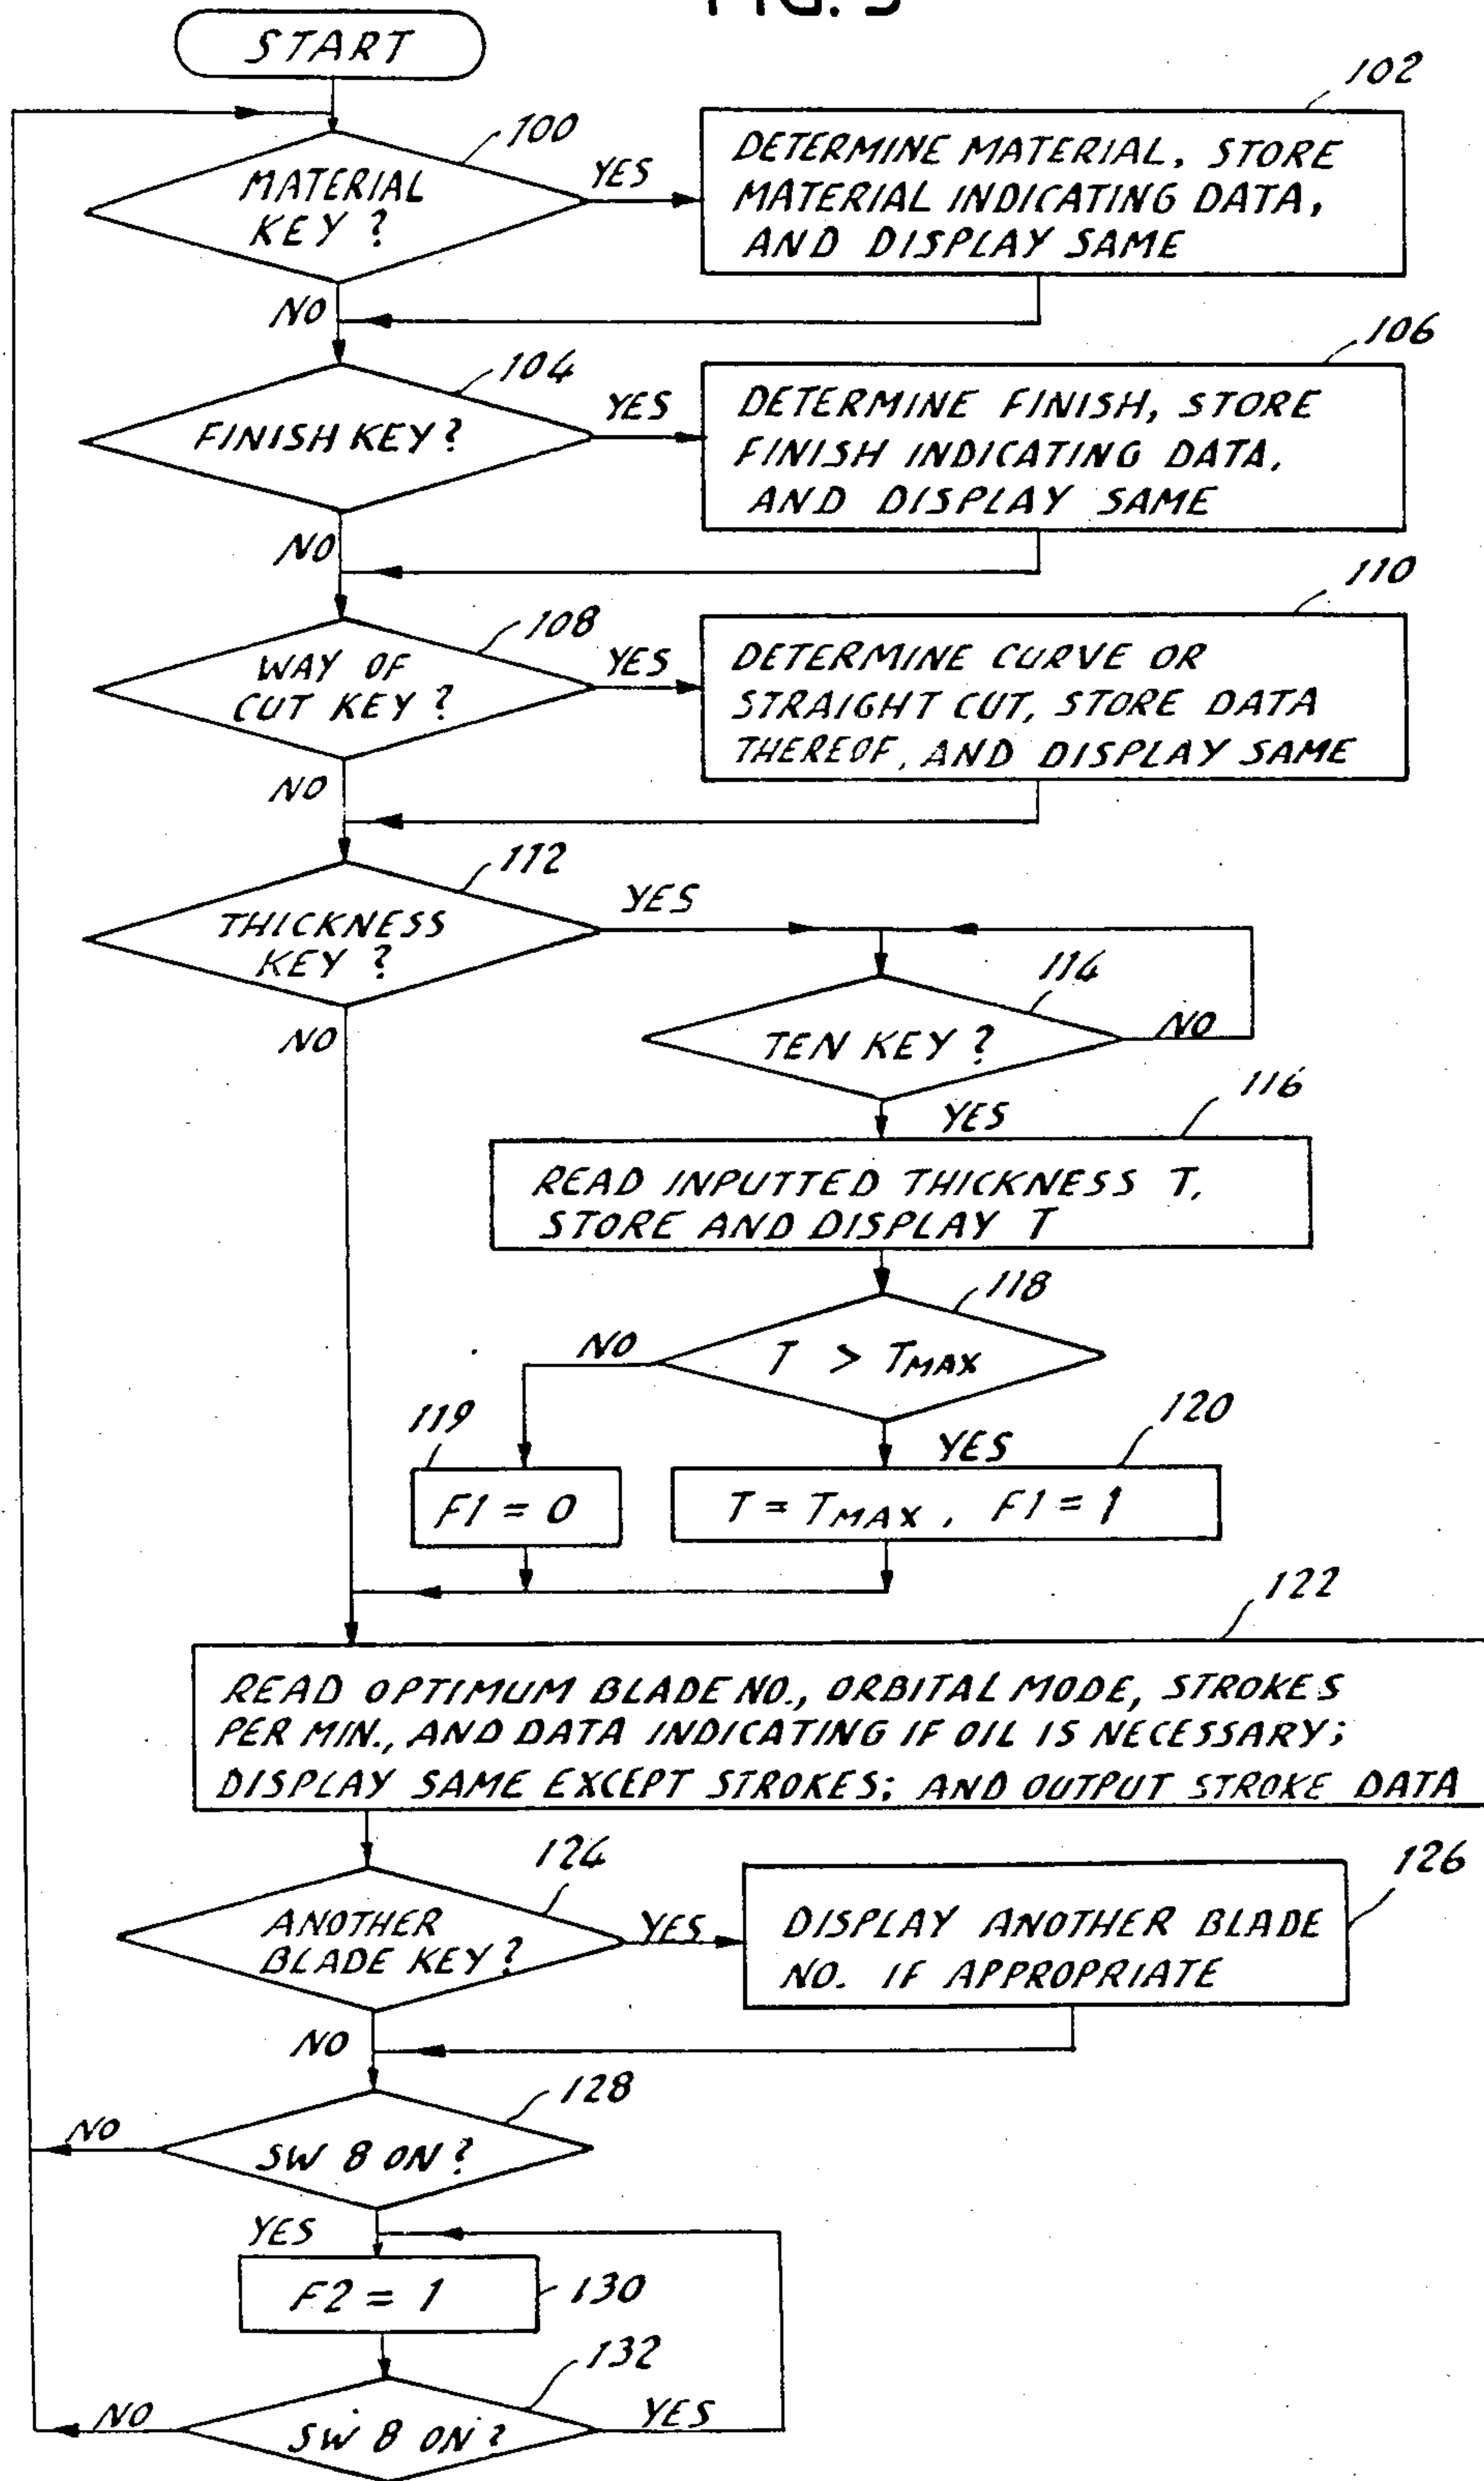 FIG. 5
START
102
100
MATERIAL
KEY ?
YES
DETERMINE MATERIAL, STORE
MATERIAL INDICATING DATA,
AND DISPLAY SAME
NO
106
104
FINISH KEY ?
YES
DETERMINE FINISH, STORE
FINISH INDICATING DATA,
AND DISPLAY SAME
NO
110
108
WAY OF
CUT KEY ?
YES
DETERMINE CURVE OR
STRAIGHT CUT, STORE DATA
THEREOF, AND DISPLAY SAME
NO
112
THICKNESS
KEY ?
YES
NO
114
TEN KEY ?
NO
YES
116
READ INPUTTED THICKNESS T,
STORE AND DISPLAY T
118
T > TMAX
NO
YES
119
F1 = 0
120
T = TMAX, F1 = 1
122
READ OPTIMUM BLADE NO., ORBITAL MODE, STROKES
PER MIN., AND DATA INDICATING IF OIL IS NECESSARY;
DISPLAY SAME EXCEPT STROKES; AND OUTPUT STROKE DATA
124
ANOTHER
BLADE KEY ?
YES
126
DISPLAY ANOTHER BLADE
NO. IF APPROPRIATE
NO
128
SW 8 ON ?
NO
YES
F2 = 1
130
132
SW 8 ON ?
NO
YES